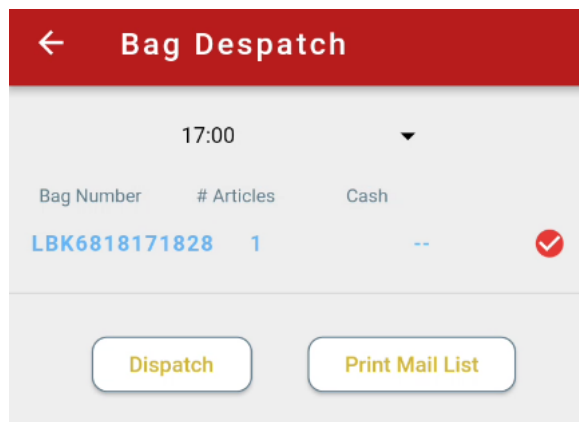 Bag Despatch
17:00
Bag Number # Articles Cash
LBK6818171828 1 --
Dispatch Print Mail List